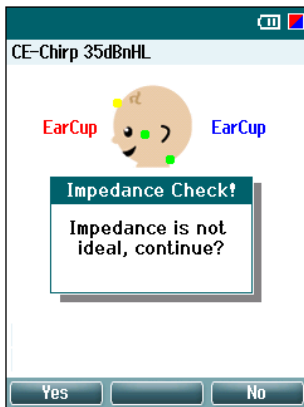 CE-Chirp 35dBnHL
EarCup EarCup
Impedance Check!
Impedance is not
ideal, continue?
Yes No